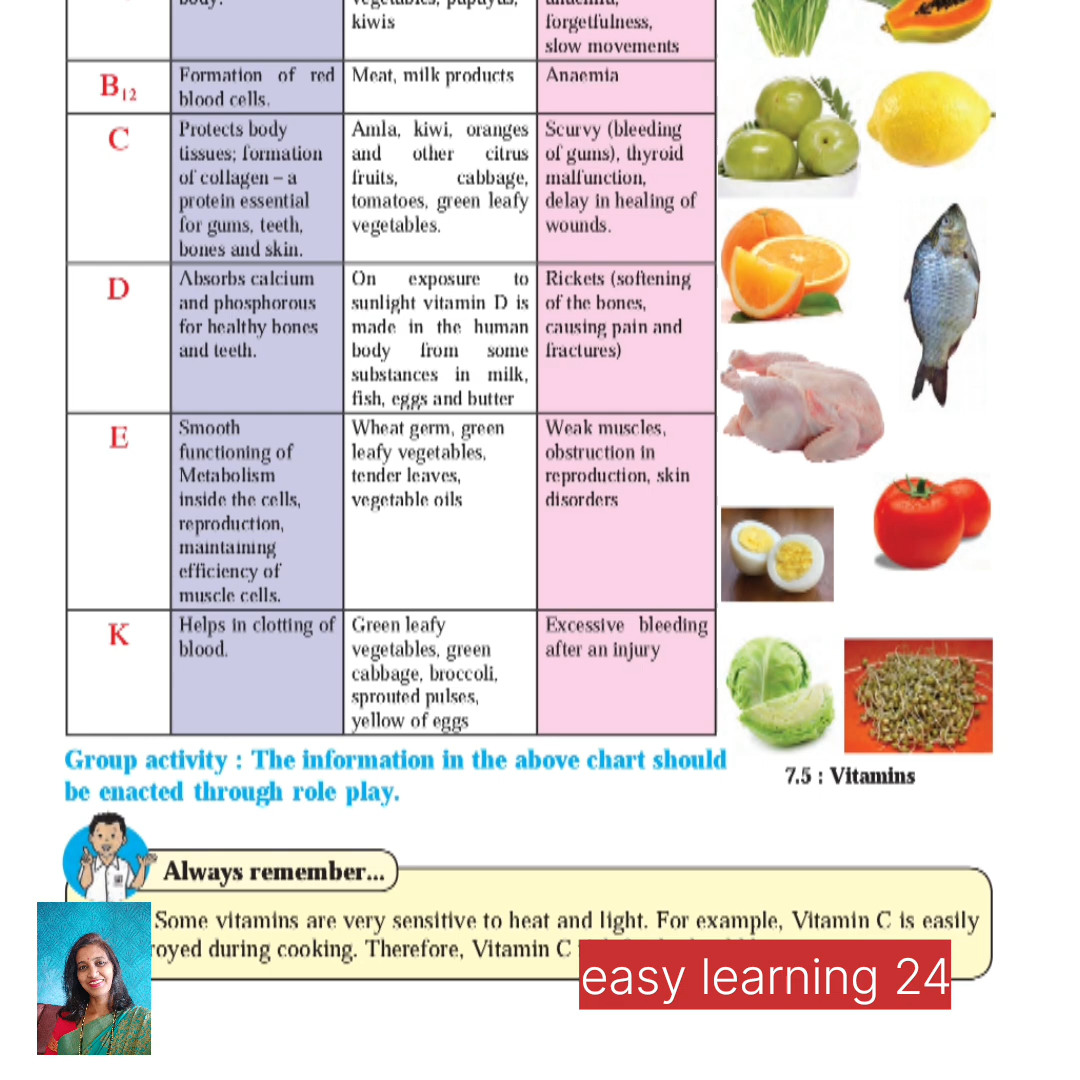 kiwis
forgetfulness,
slow movements
B12
Formation of red
blood cells.
Meat, milk products
Anaemia
C
Protects body
tissues; formation
of collagen – a
protein essential
for gums, teeth,
bones and skin.
Amla, kiwi, oranges
and other citrus
fruits, cabbage,
tomatoes, green leafy
vegetables.
Scurvy (bleeding
of gums), thyroid
malfunction,
delay in healing of
wounds.
D
Absorbs calcium
and phosphorous
for healthy bones
and teeth.
On exposure to
sunlight vitamin D is
made in the human
body from some
substances in milk,
fish, eggs and butter
Rickets (softening
of the bones,
causing pain and
fractures)
E
Smooth
functioning of
Metabolism
inside the cells,
reproduction,
maintaining
efficiency of
muscle cells.
Wheat germ, green
leafy vegetables,
tender leaves,
vegetable oils
Weak muscles,
obstruction in
reproduction, skin
disorders
K
Helps in clotting of
blood.
Green leafy
vegetables, green
cabbage, broccoli,
sprouted pulses,
yellow of eggs
Excessive bleeding
after an injury
Group activity : The information in the above chart should
be enacted through role play.
7.5 : Vitamins
Always remember...
Some vitamins are very sensitive to heat and light. For example, Vitamin C is easily
royed during cooking. Therefore, Vitamin C
easy learning 24